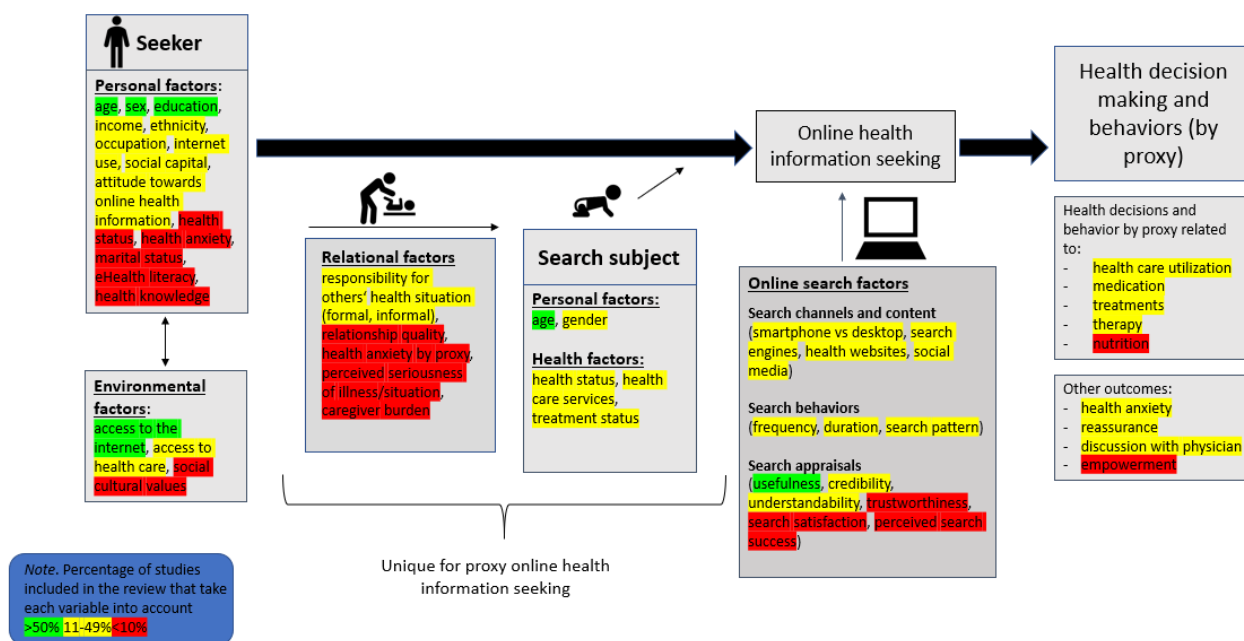 Seeker
Personal factors:
age, sex, education,
income, ethnicity,
occupation, internet
use, social capital,
attitude towards
online health
information, health
status, health anxiety,
marital status,
eHealth literacy,
health knowledge
Environmental
factors:
access to the
internet, access to
health care, social
cultural values
Note. Percentage of studies
included in the review that take
each variable into account
>50% 11-49%<10%
Relational factors
responsibility for
others‘ health situation
(formal, informal),
relationship quality,
health anxiety by proxy,
perceived seriousness
of illness/situation,
caregiver burden
Search subject
Personal factors:
age, gender
Health factors:
health status, health
care services,
treatment status
Unique for proxy online health
information seeking
Online health
information seeking
Online search factors
Search channels and content
(smartphone vs desktop, search
engines, health websites, social
media)
Search behaviors
(frequency, duration, search pattern)
Search appraisals
(usefulness, credibility,
understandability, trustworthiness,
search satisfaction, perceived search
success)
Health decision
making and
behaviors (by
proxy)
Health decisions and
behavior by proxy related
to:
- health care utilization
- medication
- treatments
- therapy
- nutrition
Other outcomes:
- health anxiety
- reassurance
- discussion with physician
- empowerment